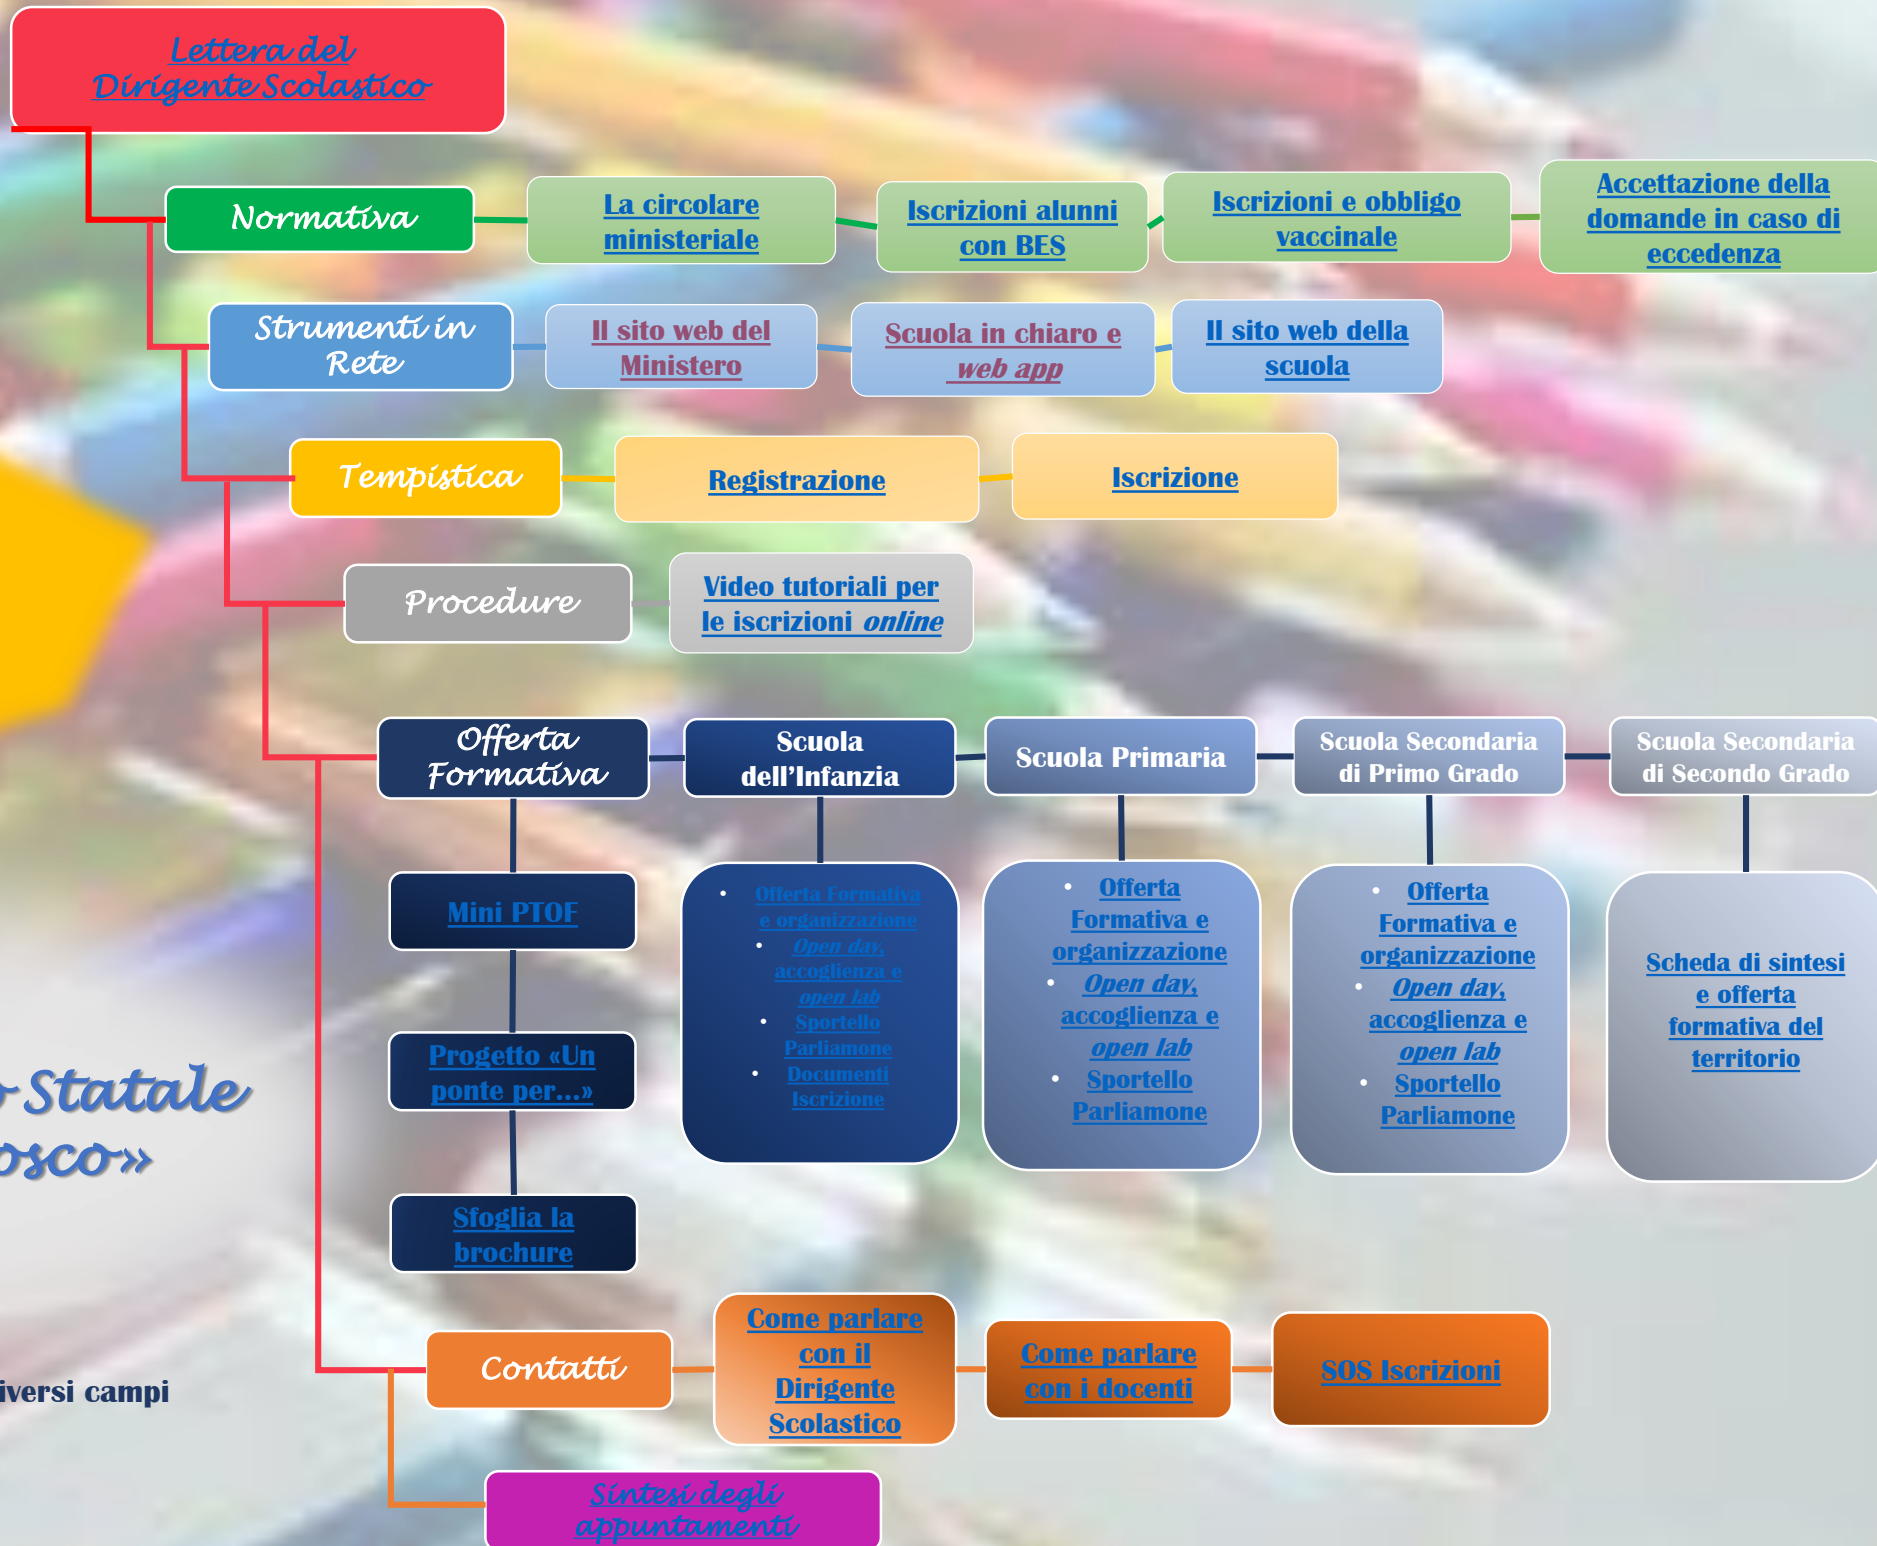 Lettera del
Dirigente Scolastico
Normativa
La circolare
ministeriale
Iscrizioni alunni
con BES
Iscrizioni e obbligo
vaccinale
Accettazione della
domande in caso di
eccedenza
Strumenti in
Rete
Il sito web del
Ministero
Scuola in chiaro e
web app
Il sito web della
scuola
Tempistica
Registrazione
Iscrizione
Procedure
Video tutoriali per
le iscrizioni online
Offerta
Formativa
Scuola
dell’Infanzia
Scuola Primaria
Scuola Secondaria
di Primo Grado
Scuola Secondaria
di Secondo Grado
Mini PTOF
Progetto «Un
ponte per...»
Sfoglia la
brochure
• Offerta Formativa
e organizzazione
• Open day,
accoglienza e
open lab
• Sportello
Parliamone
• Documenti
Iscrizione
• Offerta
Formativa e
organizzazione
• Open day,
accoglienza e
open lab
• Sportello
Parliamone
• Offerta
Formativa e
organizzazione
• Open day,
accoglienza e
open lab
• Sportello
Parliamone
Scheda di sintesi
e offerta
formativa del
territorio
o Statale
osco»
iversi campi
Contatti
Come parlare
con il
Dirigente
Scolastico
Come parlare
con i docenti
SOS Iscrizioni
Sintesi degli
appuntamenti